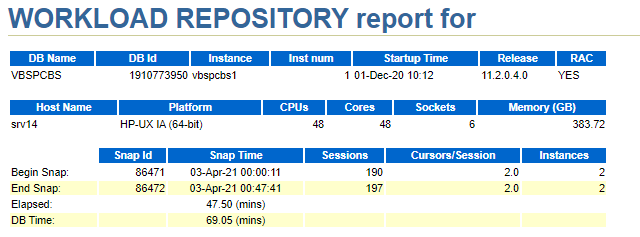 WORKLOAD REPOSITORY report for
DB Name DB Id Instance Inst num Startup Time Release RAC
VBSPCBS 1910773950 vbspcbs1 1 01-Dec-20 10:12 11.2.0.4.0 YES
Host Name Platform CPUs Cores Sockets Memory (GB)
srv14 HP-UX IA (64-bit) 48 48 6 383.72
Snap Id Snap Time Sessions Cursors/Session Instances
Begin Snap: 86471 03-Apr-21 00:00:11 190 2.0 2
End Snap: 86472 03-Apr-21 00:47:41 197 2.0 2
Elapsed: 47.50 (mins)
DB Time: 69.05 (mins)